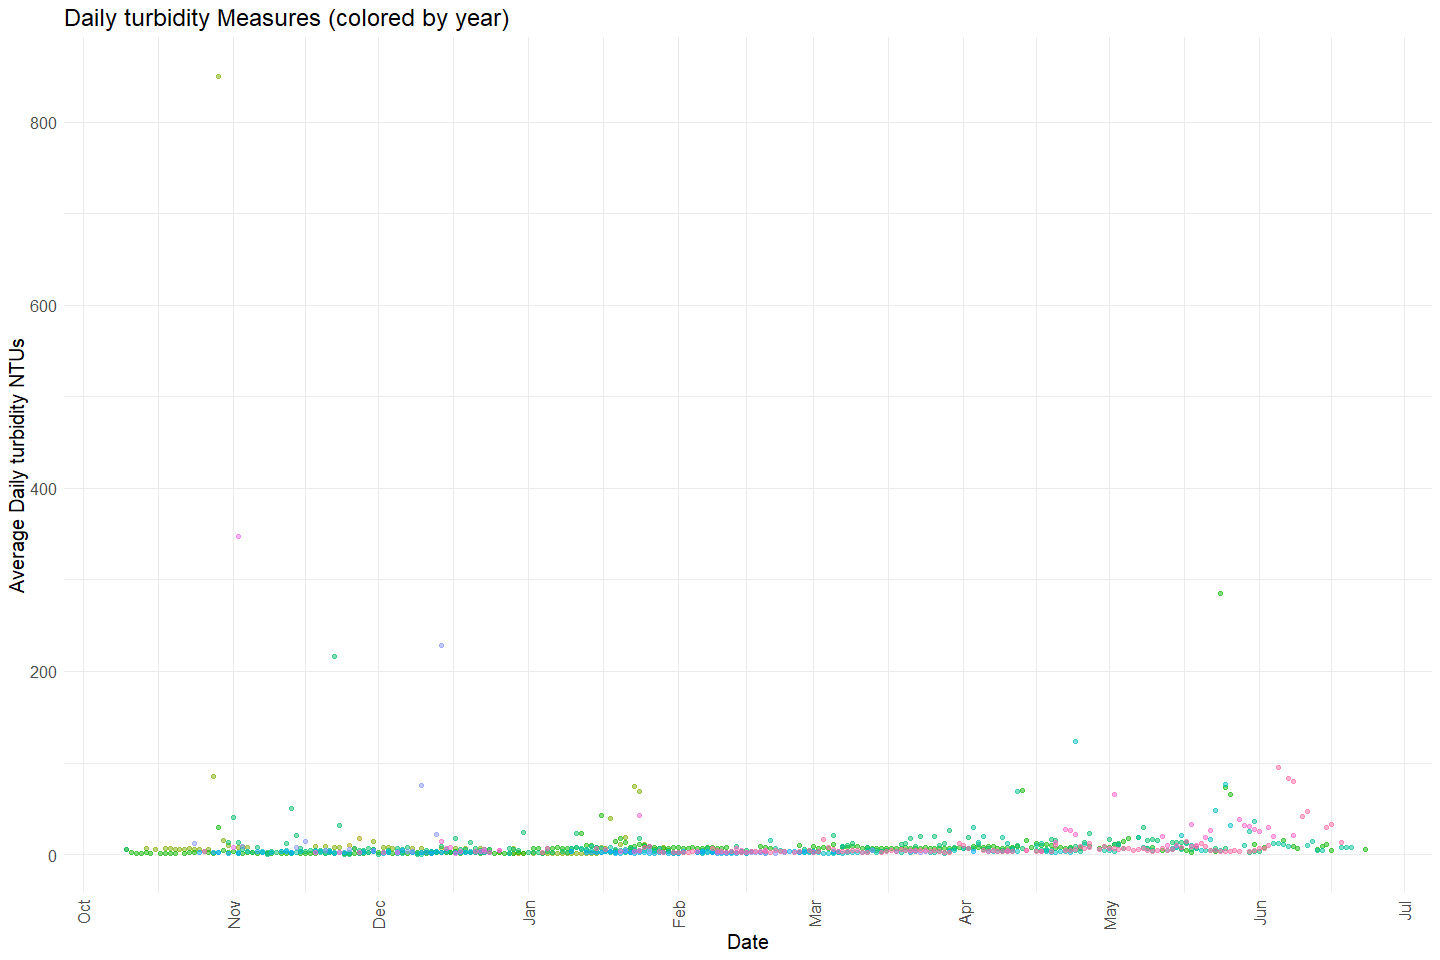 Daily turbidity Measures (colored by year)
Average Daily turbidity NTUs
800
600
400
200
0
Oct
Nov
Dec
Jan
Feb
Mar
Apr
May
Jun
Jul
Date